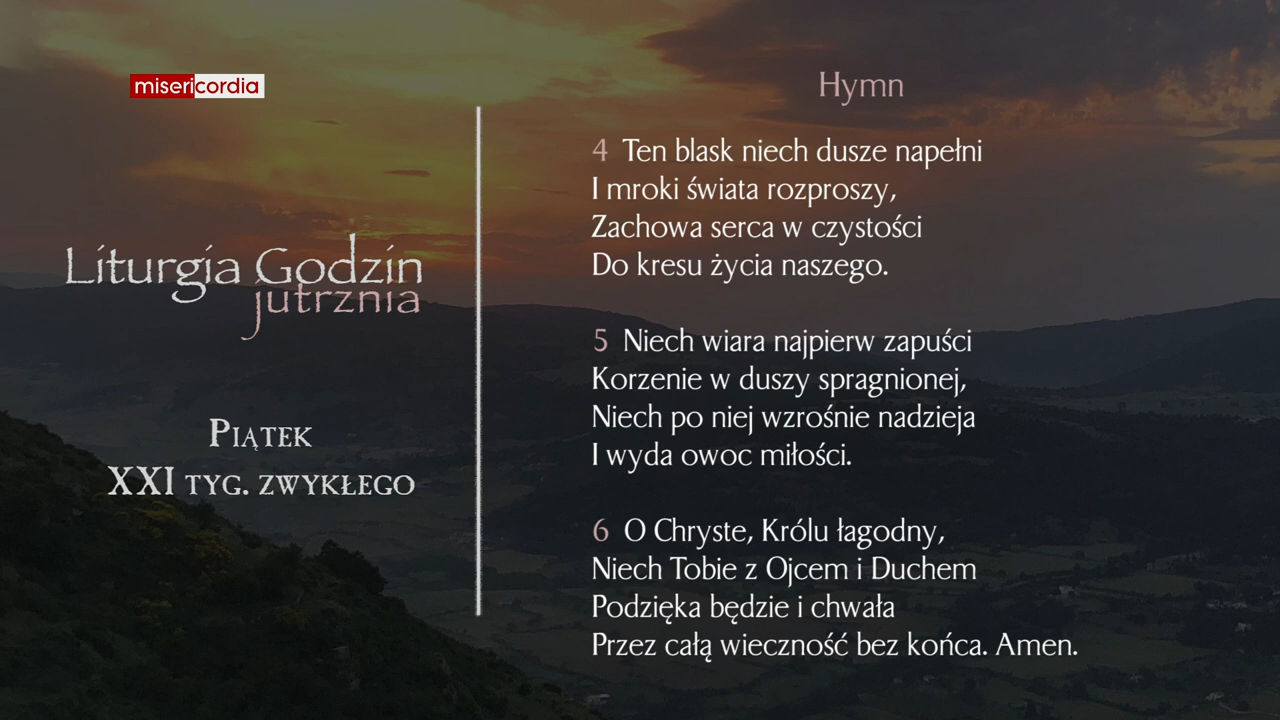 misericordia
Liturgia Godzin
jutrznia
Piątek
XXI tyg. zwykłego
Hymn
4 Ten blask niech dusze napełni
I mroki świata rozproszy,
Zachowa serca w czystości
Do kresu życia naszego.
5 Niech wiara najpierw zapuści
Korzenie w duszy spragnionej,
Niech po niej wzrośnie nadzieja
I wyda owoc miłości.
6 O Chryste, Królu łagodny,
Niech Tobie z Ojcem i Duchem
Podzięka będzie i chwała
Przez całą wieczność bez końca. Amen.